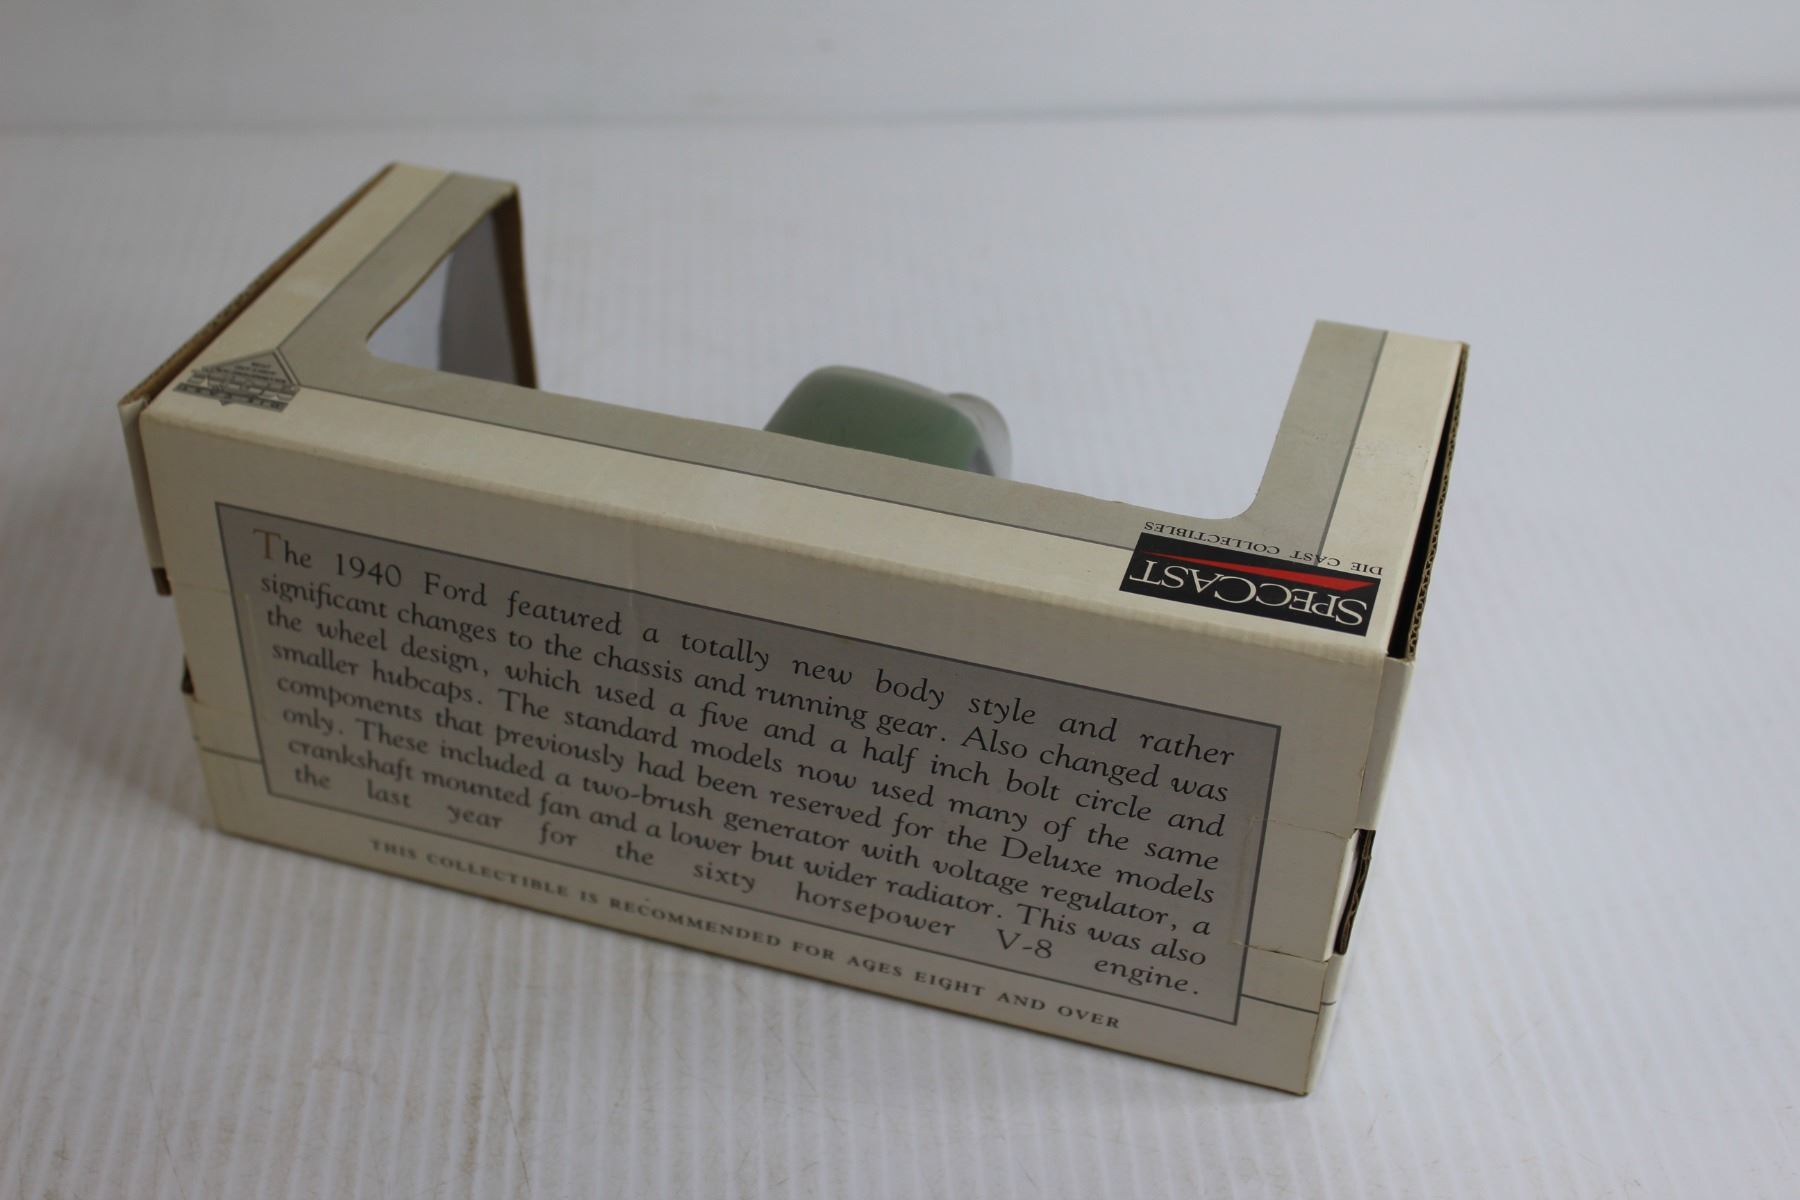 The 1940 Ford featured a totally new body style and rather
significant changes to the chassis and running gear. Also changed was
the wheel design, which used a five and a half inch bolt circle and
smaller hubcaps. The standard models now used many of the same
components that previously had been reserved for the Deluxe models
only. These included a two-brush generator with voltage regulator, a
crankshaft mounted fan and a lower but wider radiator. This was also
the last year for the sixty horsepower V-8 engine.
THIS COLLECTIBLE IS RECOMMENDED FOR AGES EIGHT AND OVER
SPECCAST
DIE CAST COLLECTIBLES